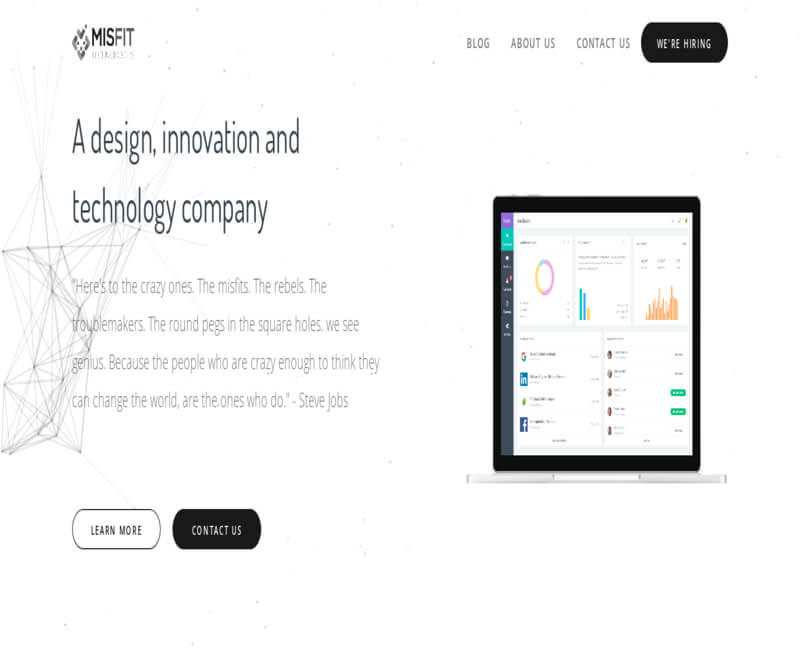 MISFIT
TECHNOLOGIES
BLOG
ABOUT US
CONTACT US
WE'RE HIRING
A design, innovation and
technology company
"Here's to the crazy ones. The misfits. The rebels. The
troublemakers. The round pegs in the square holes. we see
genius. Because the people who are crazy enough to think they
can change the world, are the.ones who do." - Steve Jobs
LEARN MORE
CONTACT US